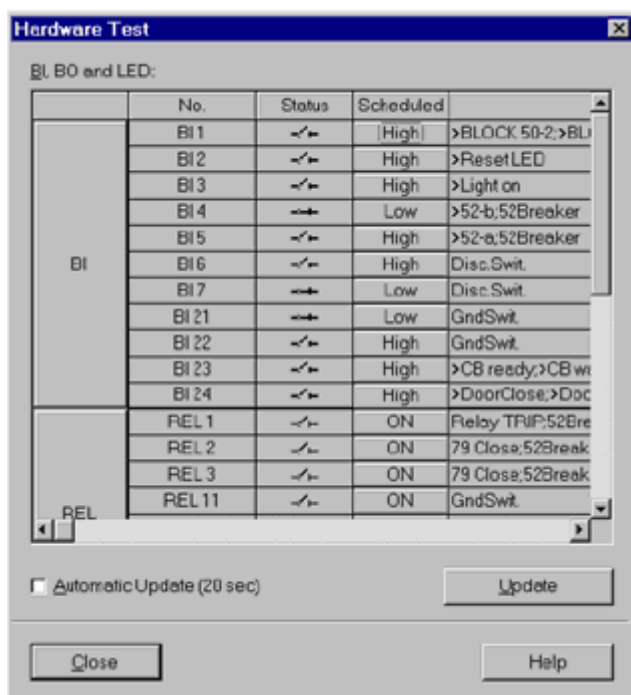 Hardware Test
BI, BO and LED:
No. Status Scheduled
BI 1 High >BLOCK 50-2;>BL
BI 2 High >ResetLED
BI 3 High >Light on
BI 4 Low >52-b;52Breaker
BI 5 High >52-a;52Breaker
BI BI 6 High Disc.Swit.
BI 7 Low Disc.Swit.
BI 21 Low GndSwit.
BI 22 High GndSwit.
BI 23 High >CB ready;>CB w
BI 24 High >DoorClose;>Doo
REL 1 ON Relay TRIP;52Bre
REL 2 ON 79 Close;52Break
REL 3 ON 79 Close;52Break
REL REL 11 ON GndSwit.
Automatic Update (20 sec) Update
Close Help